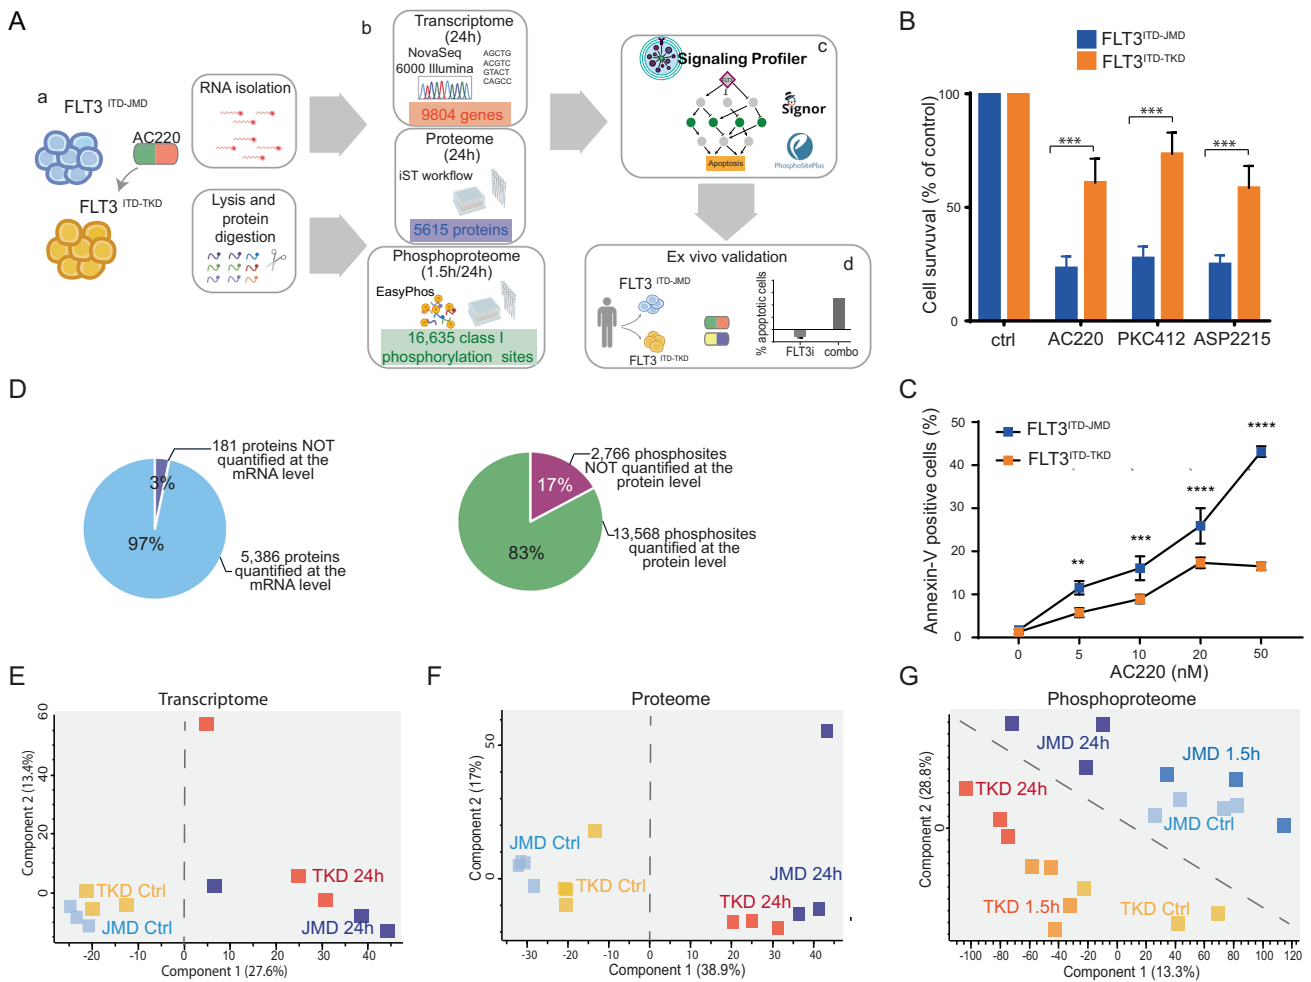 A
a
FLT3 ITD-JMD
AC220
FLT3 ITD-TKD
RNA isolation
Lysis and
protein
digestion
b
Transcriptome
(24h)
NovaSeq
6000 Illumina
AGCTG
ACGTC
GTACT
CAGCC
9804 genes
Proteome
(24h)
iST workflow
5615 proteins
Phosphoproteome
(1.5h/24h)
EasyPhos
16,635 class I
phosphorylation sites
c
Signaling Profiler
FLT3
Signor
PhosphoSitePlus
Apoptosis
Ex vivo validation
d
FLT3 ITD-JMD
FLT3 ITD-TKD
% apoptotic cells
FLT3i combo
B
FLT3ITD-JMD
FLT3ITD-TKD
Cell survival (% of control)
100
50
0
***
***
***
ctrl AC220 PKC412 ASP2215
C
Annexin-V positive cells (%)
50
40
30
20
10
0
FLT3ITD-JMD
FLT3ITD-TKD
**
***
****
****
0 5 10 20 50
AC220 (nM)
D
181 proteins NOT
quantified at the
mRNA level
3%
97%
5,386 proteins
quantified at the
mRNA level
2,766 phosphosites
NOT quantified at the
protein level
17%
83%
13,568 phosphosites
quantified at the
protein level
E
Transcriptome
Component 2 (13.4%)
60
40
20
0
TKD Ctrl
JMD Ctrl
TKD 24h
JMD 24h
-20 0 20 40
Component 1 (27.6%)
F
Proteome
Component 2 (17%)
50
0
JMD Ctrl
TKD Ctrl
JMD 24h
TKD 24h
-30 -20 -10 0 10 20 30 40
Component 1 (38.9%)
G
Phosphoproteome
Component 2 (28.8%)
0
JMD 24h
JMD 1.5h
TKD 24h
JMD Ctrl
TKD 1.5h
TKD Ctrl
-100 -80 -60 -40 -20 0 20 40 60 80 100 120
Component 1 (13.3%)